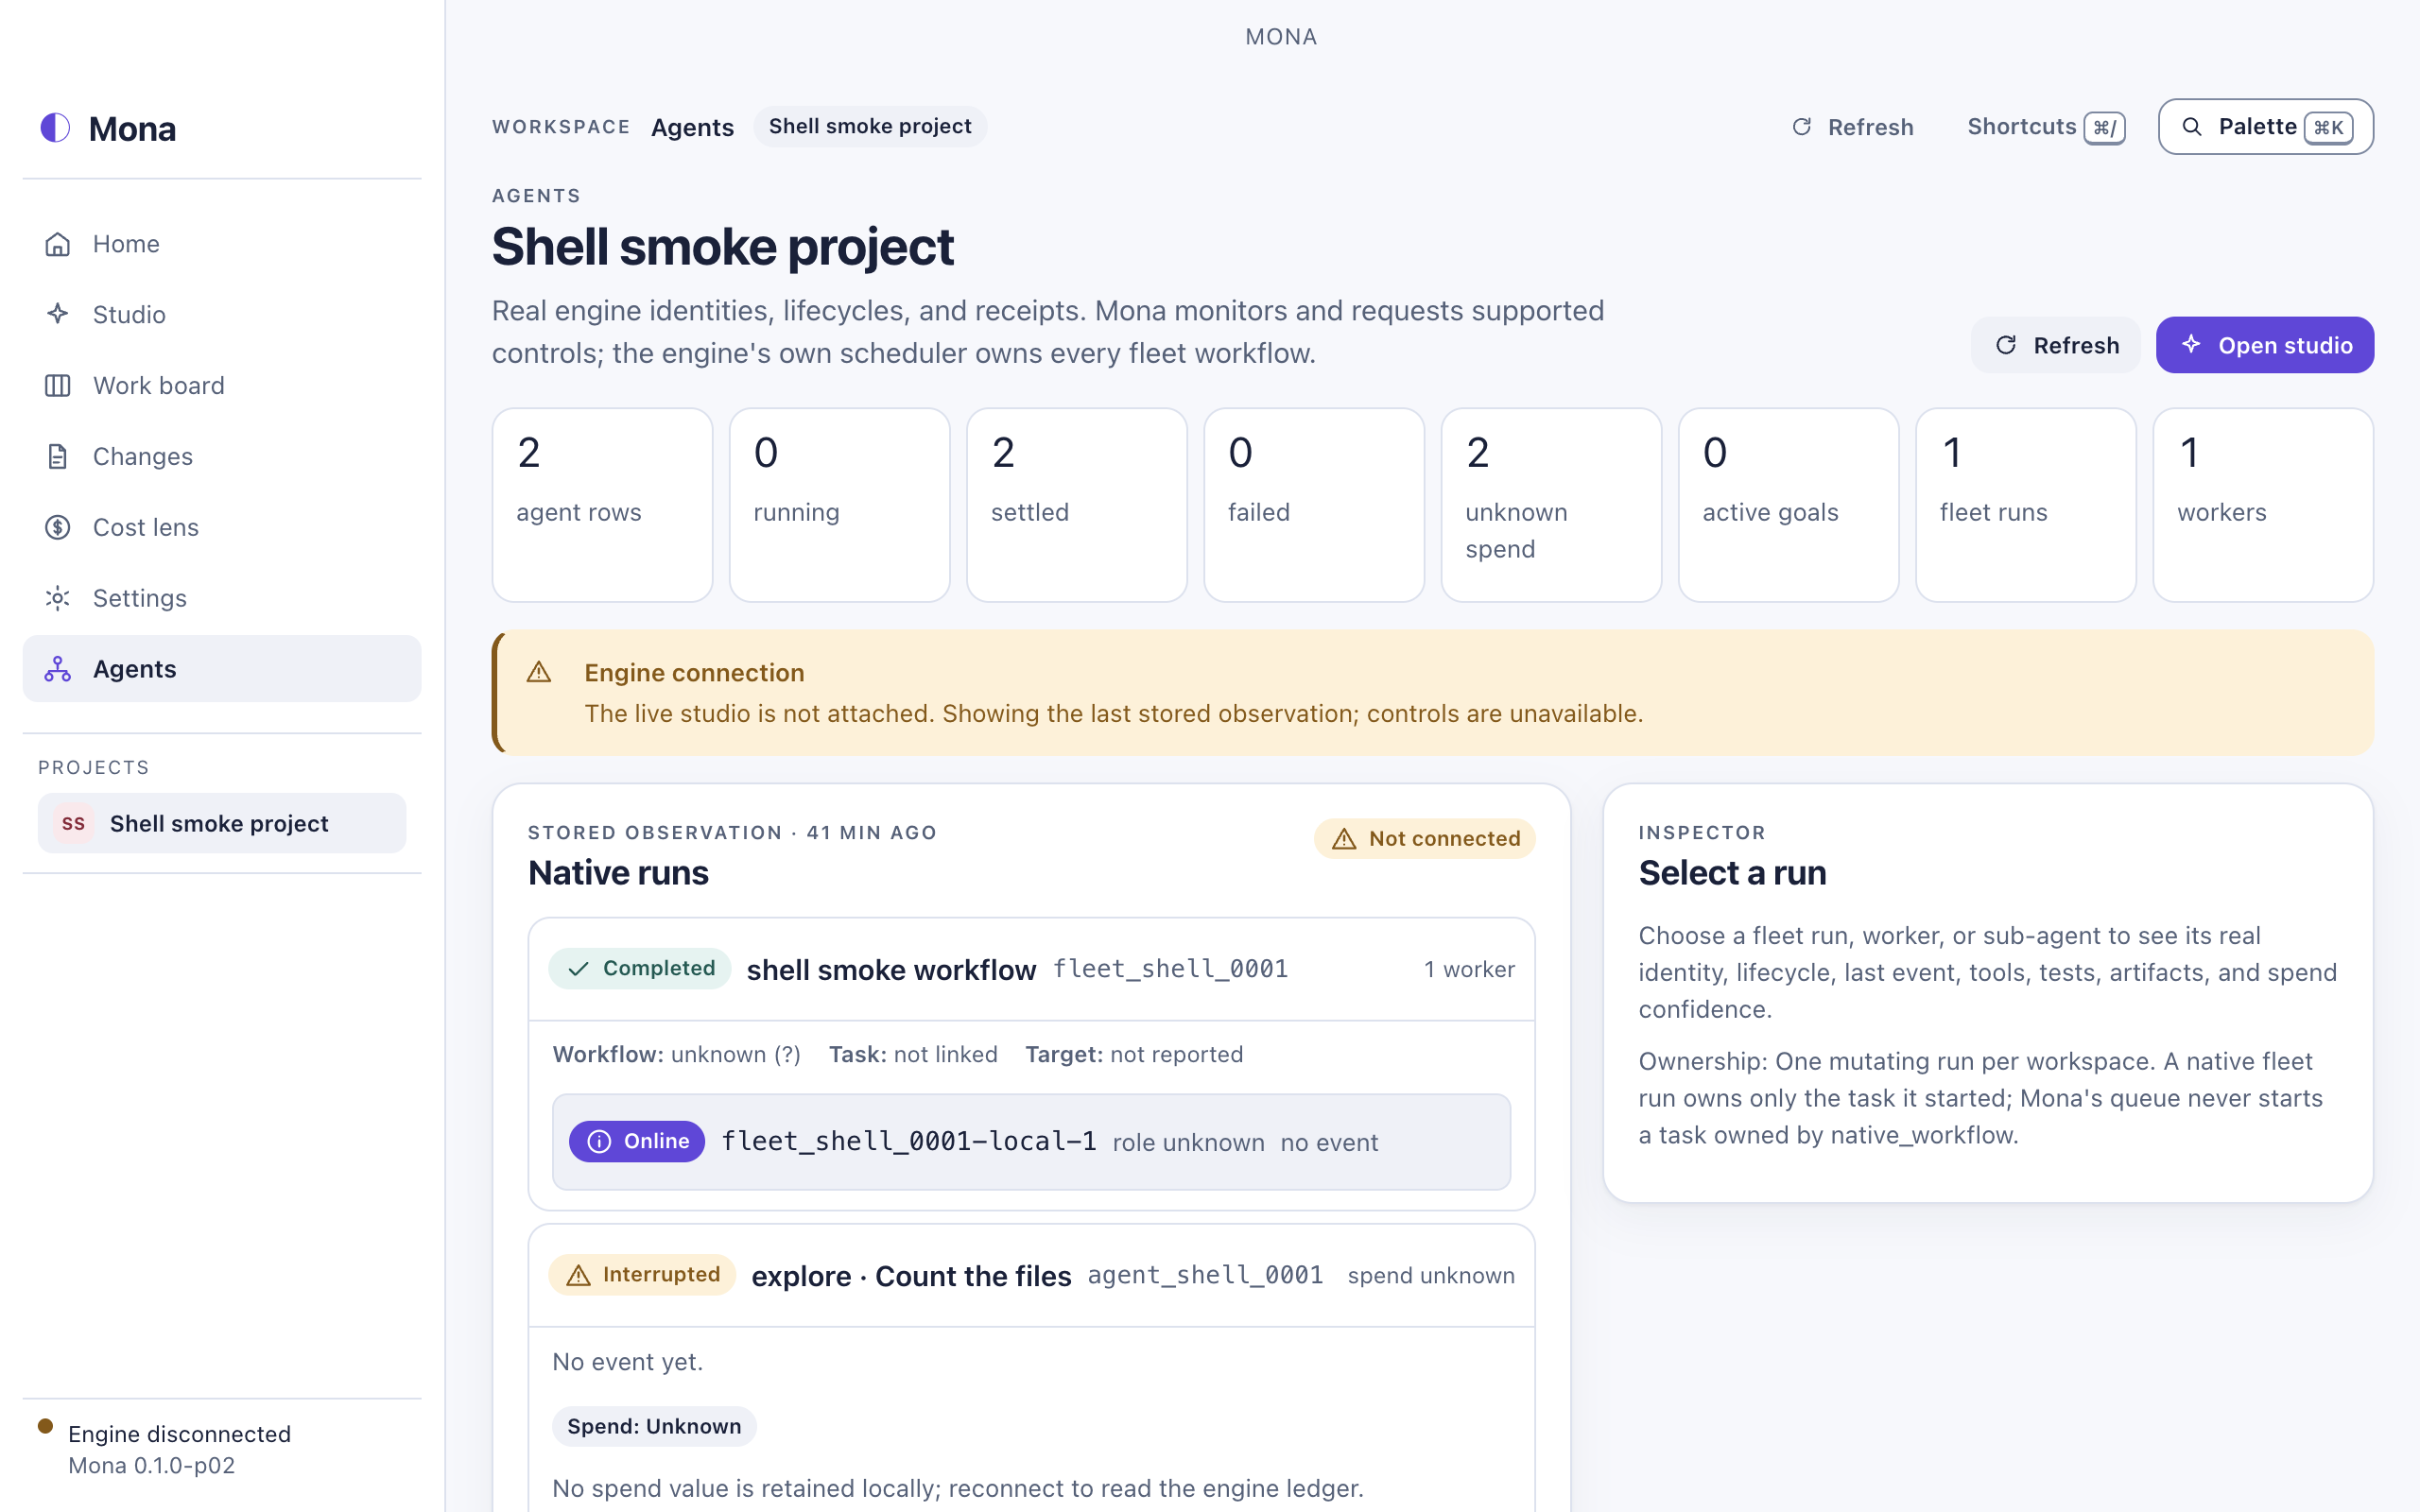 MONA
Mona
Home
Studio
Work board
Changes
Cost lens
Settings
Agents
PROJECTS
SS Shell smoke project
Engine disconnected
Mona 0.1.0-p02
WORKSPACE Agents Shell smoke project
Refresh Shortcuts ⌘/ Palette ⌘K
AGENTS
Shell smoke project
Real engine identities, lifecycles, and receipts. Mona monitors and requests supported
controls; the engine's own scheduler owns every fleet workflow.
Refresh Open studio
2
agent rows
0
running
2
settled
0
failed
2
unknown
spend
0
active goals
1
fleet runs
1
workers
Engine connection
The live studio is not attached. Showing the last stored observation; controls are unavailable.
STORED OBSERVATION · 41 MIN AGO
Native runs
Not connected
Completed shell smoke workflow fleet_shell_0001 1 worker
Workflow: unknown (?) Task: not linked Target: not reported
Online fleet_shell_0001-local-1 role unknown no event
Interrupted explore · Count the files agent_shell_0001 spend unknown
No event yet.
Spend: Unknown
No spend value is retained locally; reconnect to read the engine ledger.
INSPECTOR
Select a run
Choose a fleet run, worker, or sub-agent to see its real
identity, lifecycle, last event, tools, tests, artifacts, and spend
confidence.
Ownership: One mutating run per workspace. A native fleet
run owns only the task it started; Mona's queue never starts
a task owned by native_workflow.